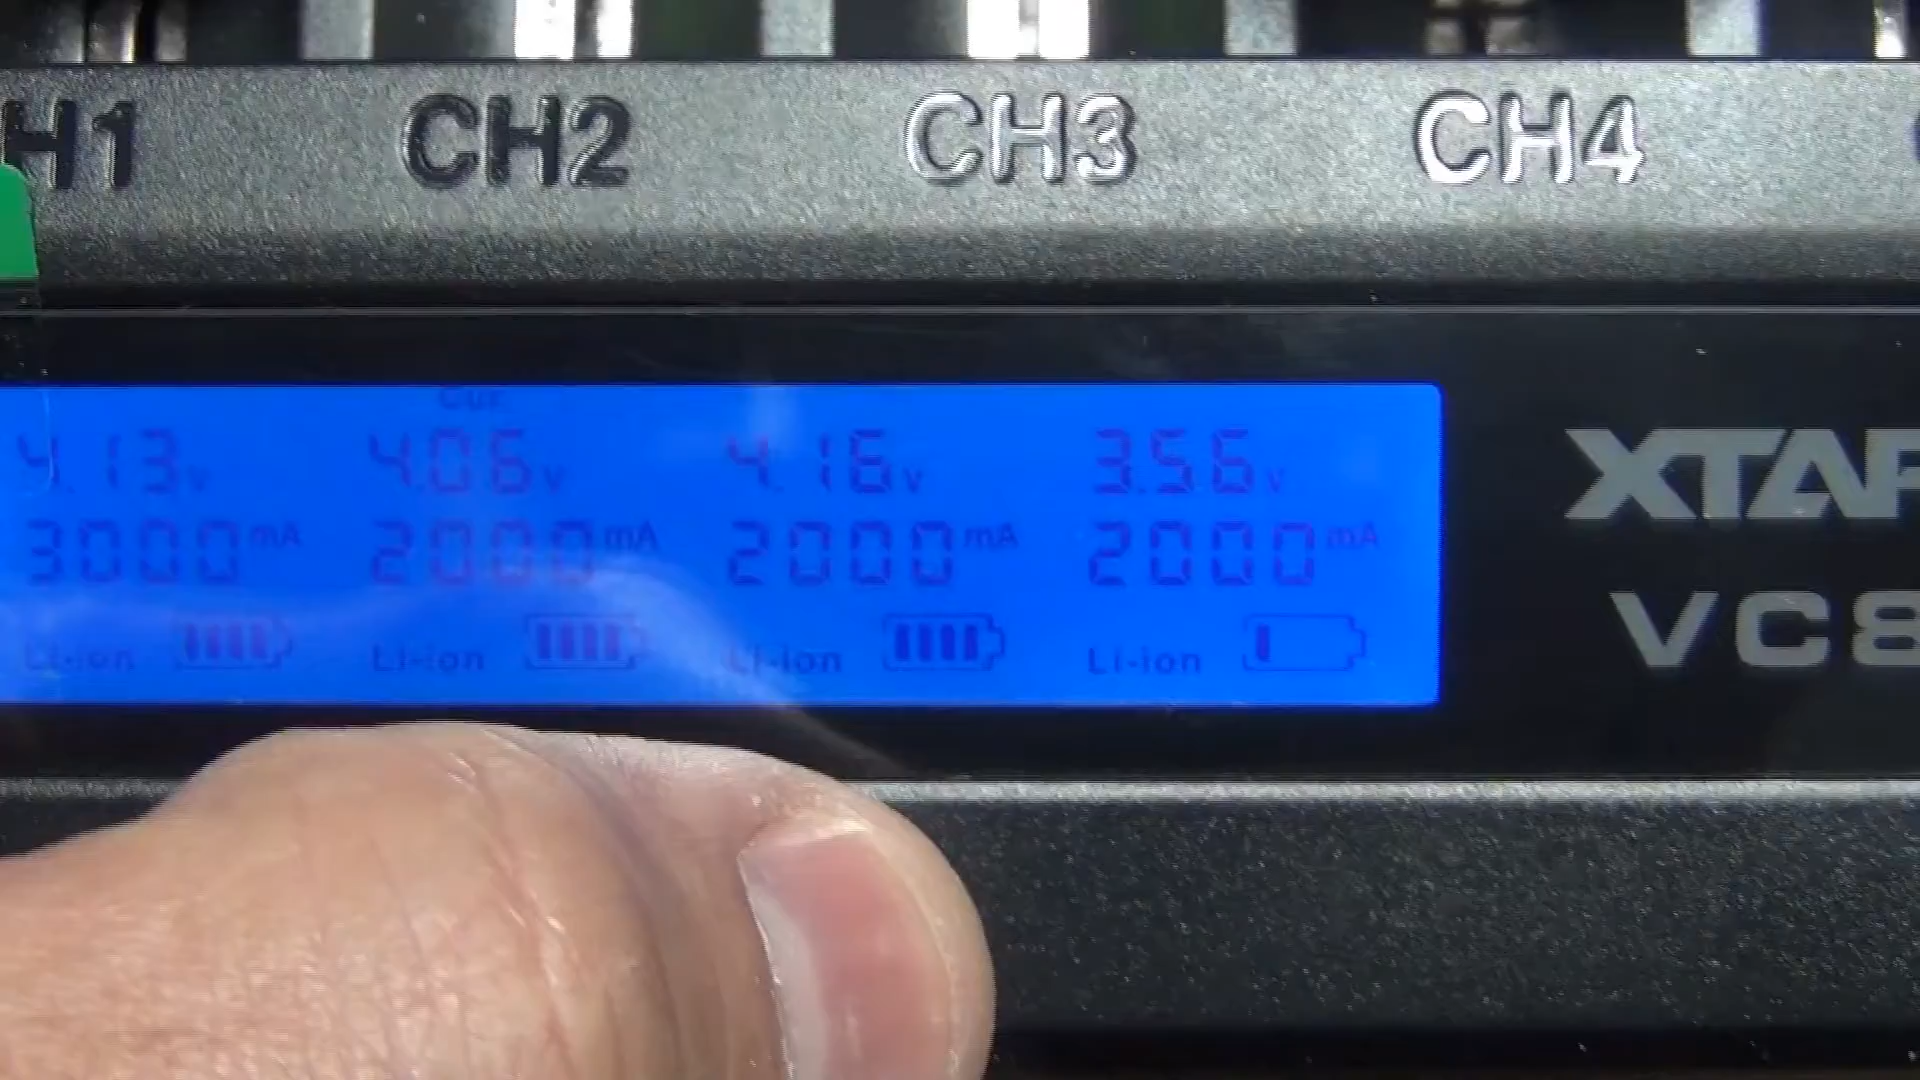 H1 CH2 CH3 CH4
Cur
4.13V 4.06V 4.16V 3.56V
3000mA 2000mA 2000mA 2000mA
Li-ion Li-ion Li-ion Li-ion
XTAR
VC8